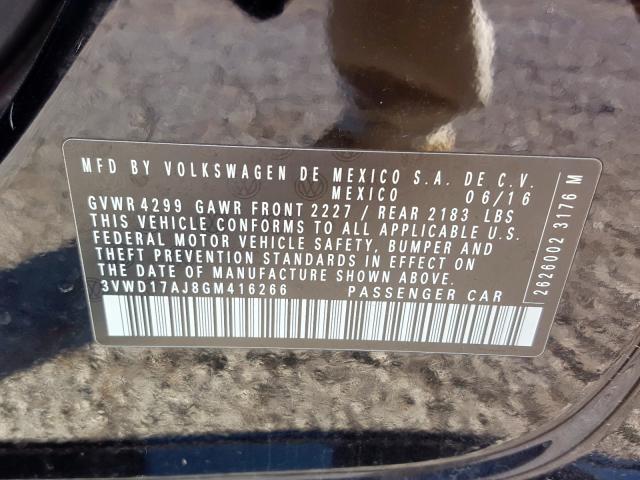 MFD BY VOLKSWAGEN DE MEXICO S.A. DE C.V.
MEXICO 06/16
GVWR 4299 GAWR FRONT 2227 / REAR 2183 LBS
THIS VEHICLE CONFORMS TO ALL APPLICABLE U.S.
FEDERAL MOTOR VEHICLE SAFETY, BUMPER AND
THEFT PREVENTION STANDARDS IN EFFECT ON
THE DATE OF MANUFACTURE
3VWD17AJ8GM416266 PASSENGER CAR
2626002 3176 M